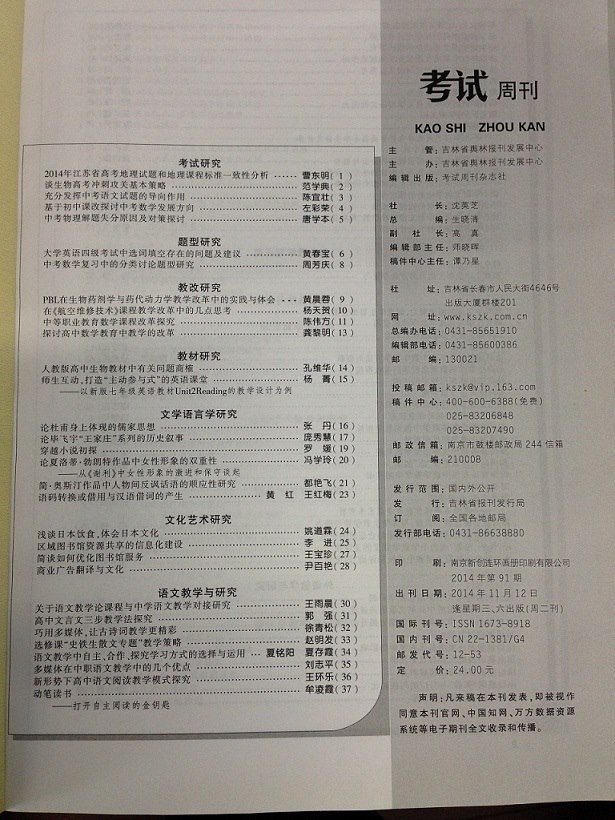 考试研究
2014年江苏省高考地理试题和地理课程标准一致性分析 …… 曹东明( 1 )
谈生物高考冲刺攻关基本策略 …… 范学典( 2 )
充分发挥中考语文试题的导向作用 …… 陈宣壮( 3 )
基于初中课改探讨中考数学发展方向 …… 左彩荣( 4 )
中考物理解题失分原因及对策探讨 …… 唐学本( 5 )
题型研究
大学英语四级考试中选词填空存在的问题及建议 …… 黄春宝( 6 )
中考数学复习中的分类讨论题型研究 …… 周芳庆( 8 )
教改研究
PBL在生物药剂学与药代动力学教学改革中的实践与体会 … 黄晨蓉( 9 )
在《航空维修技术》课程教学改革中的几点思考 …… 杨天贺(10)
中等职业教育数学课程改革探究 …… 陈伟方(11)
探讨高中数学教育中教学的改革 …… 龚黎明(13)
教材研究
人教版高中生物教材中有关问题商榷 …… 孔维华(14)
师生互动,打造“主动参与式”的英语课堂 …… 杨 菁(15)
——以新版七年级英语教材Unit2Reading的教学设计为例
文学语言学研究
论杜甫身上体现的儒家思想 …… 张 丹(16)
论毕飞宇“王家庄”系列的历史叙事 …… 庞秀慧(17)
穿越小说初探 …… 罗 媛(19)
论夏洛蒂·勃朗特作品中女性形象的双重性 …… 冯学玲(20)
——从《谢利》中女性形象的激进和保守谈起
简·奥斯汀作品中人物间反讽话语的顺应性研究 …… 都艳飞(21)
语码转换或借用与汉语借词的产生 …… 黄 红 王红梅(23)
文化艺术研究
浅谈日本饮食,体会日本文化 …… 姚道霖(24)
区域图书馆资源共享的信息化建设 …… 李 进(25)
简谈如何优化图书馆服务 …… 王宝珍(27)
商业广告翻译与文化 …… 尹百艳(28)
语文教学与研究
关于语文教学论课程与中学语文教学对接研究 …… 王雨晨(30)
高中文言文三步教学法探究 …… 郭 强(31)
巧用多媒体,让古诗词教学更精彩 …… 徐青松(32)
选修课“史铁生散文专题”教学策略 …… 赵明发(33)
语文教学中自主、合作、探究学习方式的选择与运用 … 夏铭阳 夏存霞(34)
多媒体在中职语文教学中的几个优点 …… 刘志平(35)
新形势下高中语文阅读教学模式探究 …… 王环乐(36)
动笔读书 …… 牟凌霞(37)
——打开自主阅读的金钥匙
考试 周刊
KAO SHI ZHOU KAN
主 管：吉林省舆林报刊发展中心
主 办：吉林省舆林报刊发展中心
编 辑 出 版：考试周刊杂志社
社 长：沈英芝
总 编：生晓清
副 社 长：高 真
编 辑 部 主 任：师晓晖
稿件中心主任：谭乃星
社 址：吉林省长春市人民大街4646号
出版大厦群楼201
网 址：www.kszk.com.cn
总编办电话：0431-85651910
编辑部电话：0431-85600386
邮 编：130021
投 稿 邮 箱：kszk@vip.163.com
稿 件 中 心：400-600-6388(免费)
025-83206848
025-83207490
邮 政 信 箱：南京市鼓楼邮政局 244 信箱
邮 编：210008
发 行 范 围：国内外公开
发 行：吉林省报刊发行局
订 阅：全国各地邮局
发行部电话：0431-86638880
印 刷：南京新创连环画册印刷有限公司
2014 年第 91 期
出 刊 日 期：2014 年 11 月 12 日
逢星期三、六出版(周二刊)
国 际 刊 号：ISSN 1673-8918
国 内 刊 号：CN 22-1381/G4
邮 发 代 号：12-53
定 价：24.00 元
声明：凡来稿在本刊发表，即被视作
同意本刊官网、中国知网、万方数据资源
系统等电子期刊全文收录和传播。